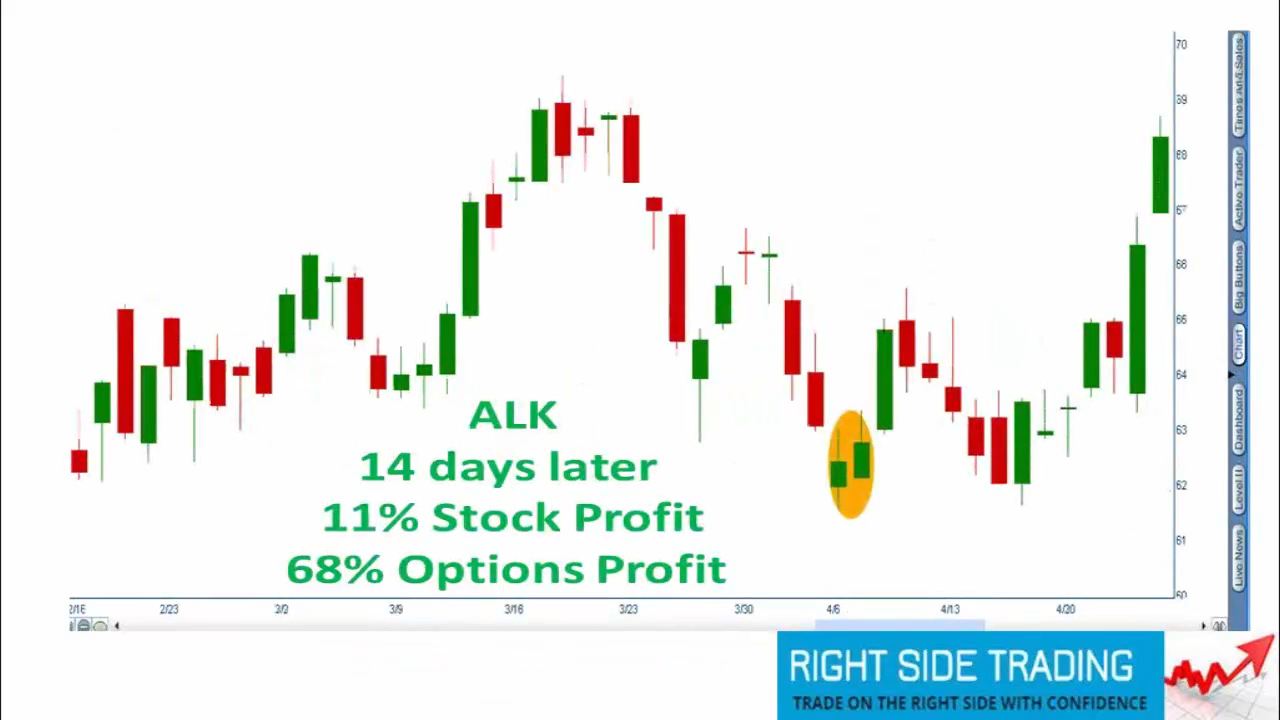 70
69
68
67
66
65
64
63
62
61
60
Times And Sales
Active Trader
Big Buttons
Chart
Dashboard
Level II
Live News
ALK
14 days later
11% Stock Profit
68% Options Profit
2/16 2/23 3/2 3/9 3/16 3/23 3/30 4/6 4/13 4/20
RIGHT SIDE TRADING
TRADE ON THE RIGHT SIDE WITH CONFIDENCE